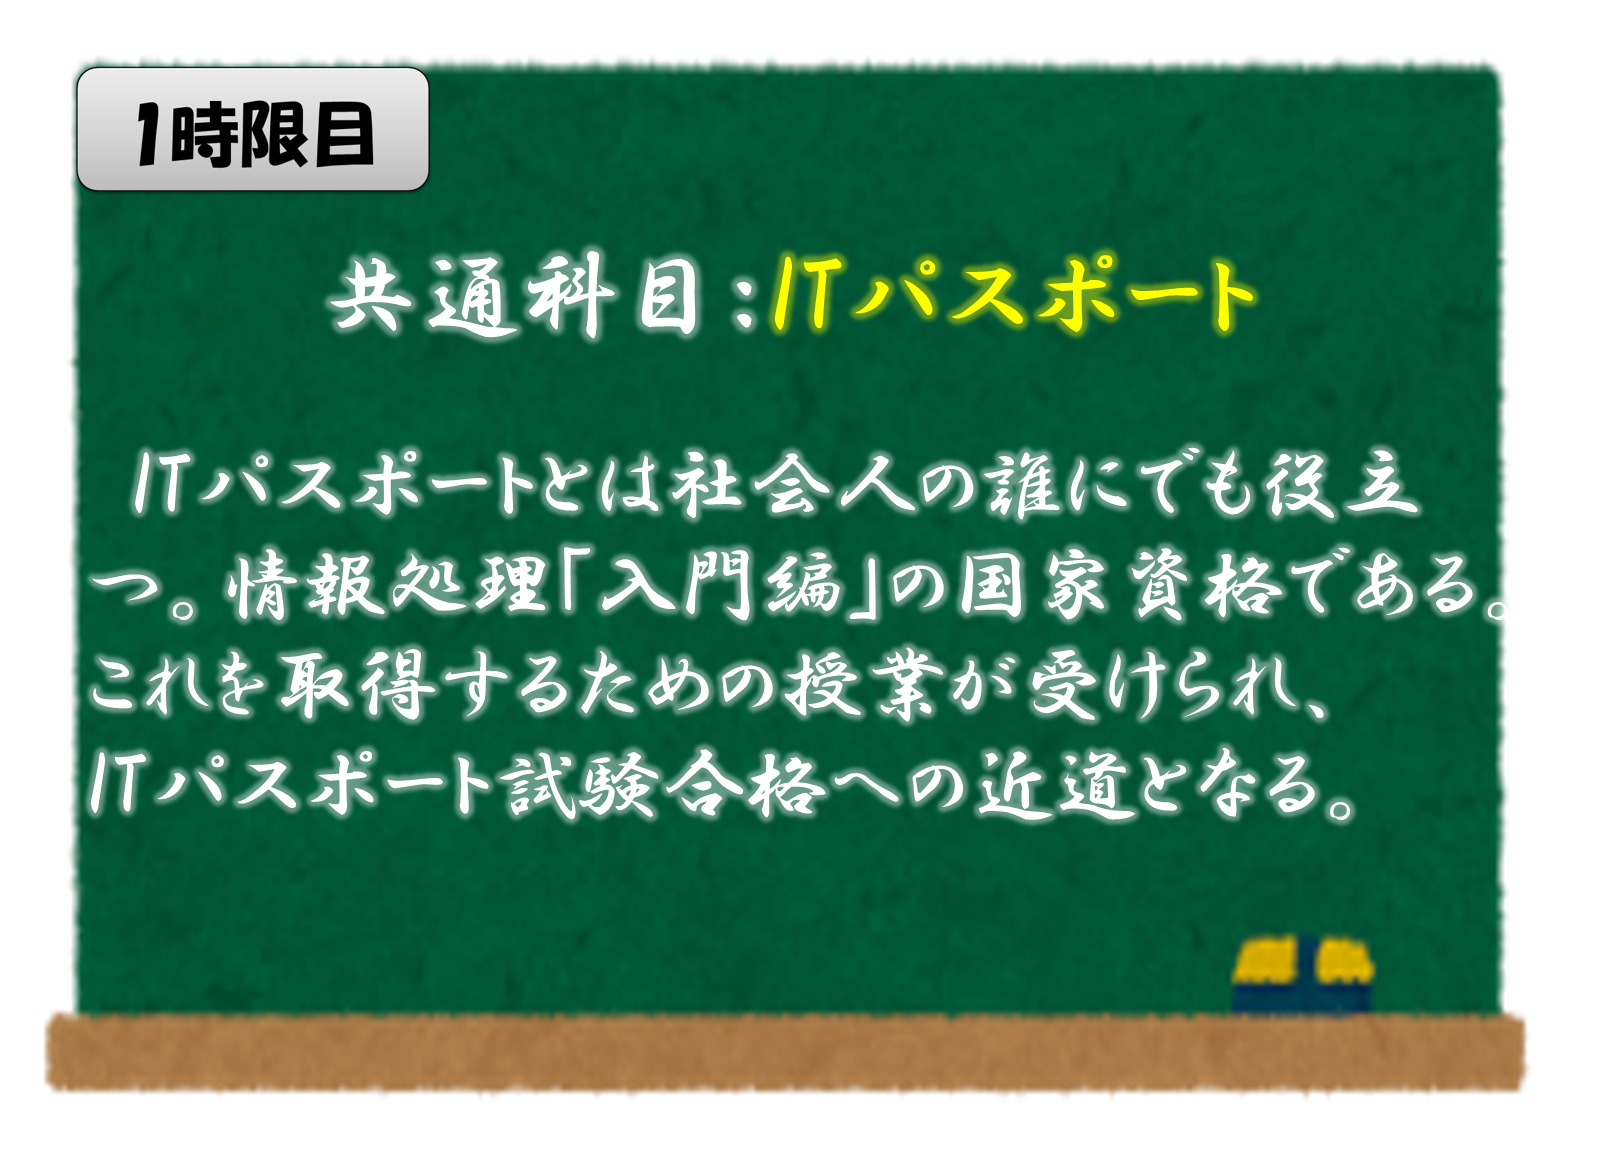 1時限目
共通科目:ITパスポート
ITパスポートとは社会人の誰にでも役立
つ。情報処理「入門編」の国家資格である。
これを取得するための授業が受けられ、
ITパスポート試験合格への近道となる。